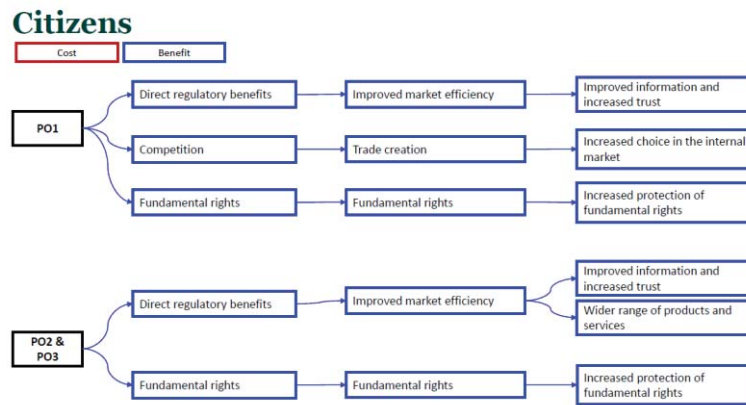 Citizens
Cost
Benefit
Direct regulatory benefits
Improved market efficiency
Improved information and
increased trust
PO1
Competition
Trade creation
Increased choice in the internal
market
Fundamental rights
Fundamental rights
Increased protection of
fundamental rights
Direct regulatory benefits
Improved market efficiency
Improved information and
increased trust
Wider range of products and
services
PO2 &
PO3
Fundamental rights
Fundamental rights
Increased protection of
fundamental rights